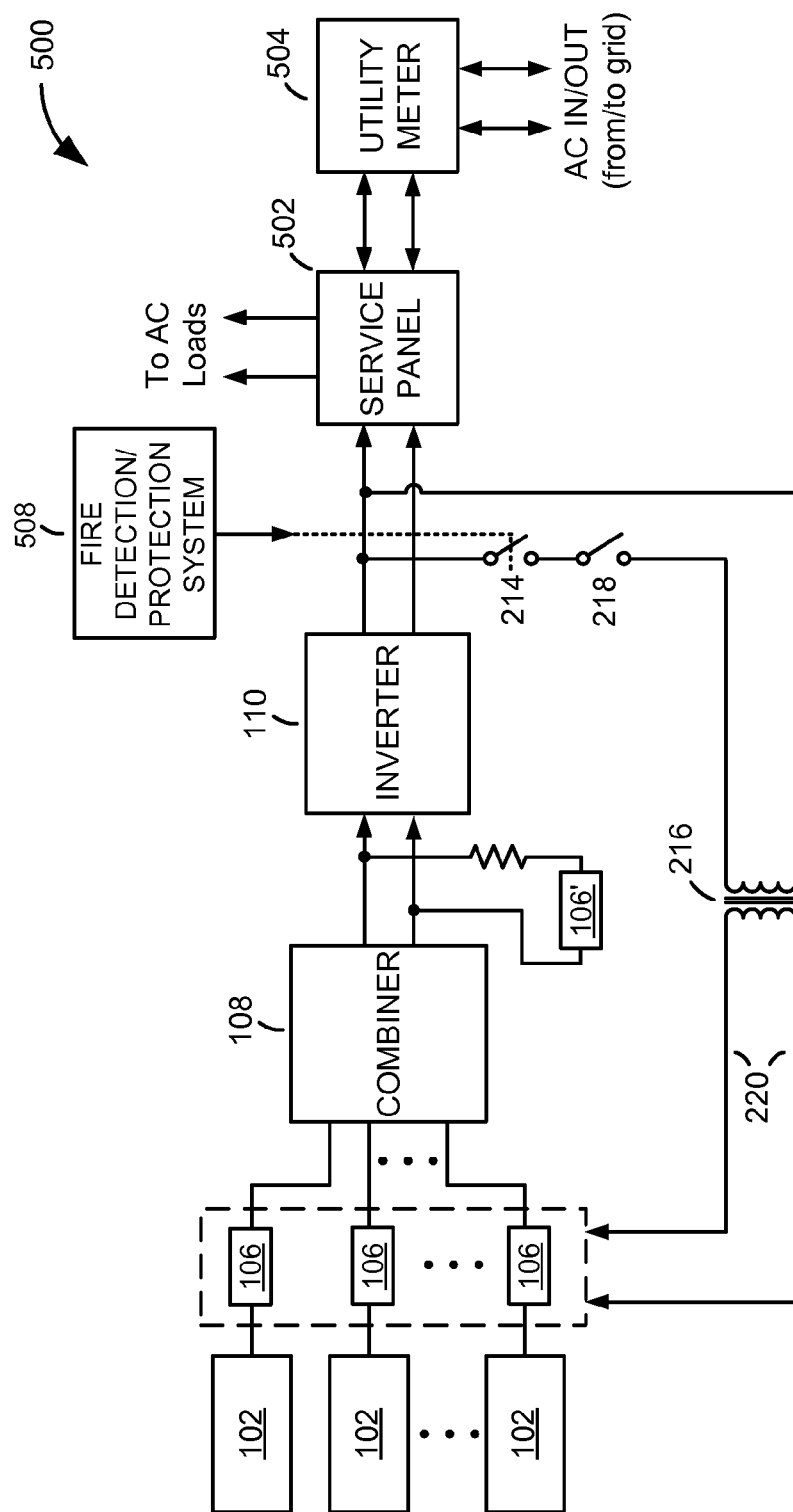 500
508
FIRE
DETECTION/
PROTECTION
SYSTEM
To AC
Loads
502
SERVICE
PANEL
504
UTILITY
METER
AC IN/OUT
(from/to grid)
110
INVERTER
214
218
108
COMBINER
106'
216
220
106
106
106
102
102
102